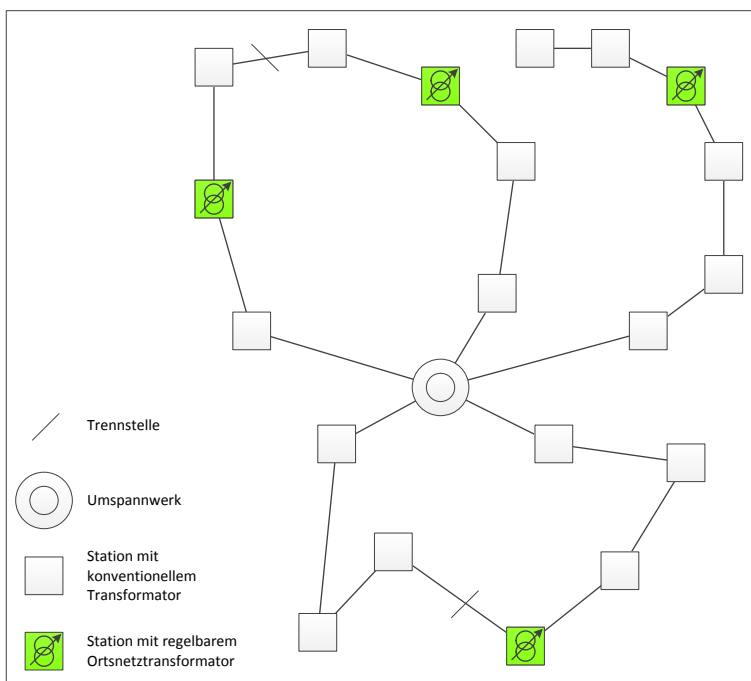 Trennstelle
Umspannwerk
Station mit
konventionellem
Transformator
Station mit regelbarem
Ortsnetztransformator